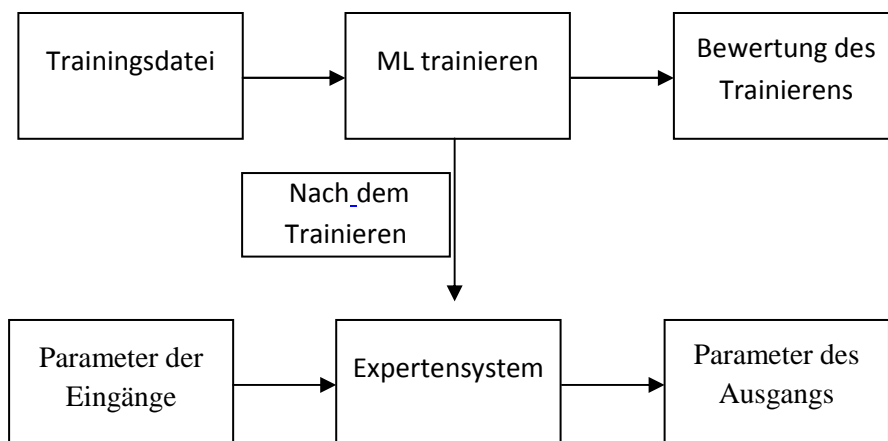 Trainingsdatei
ML trainieren
Bewertung des
Trainierens
Nach dem
Trainieren
Parameter der
Eingänge
Expertensystem
Parameter des
Ausgangs